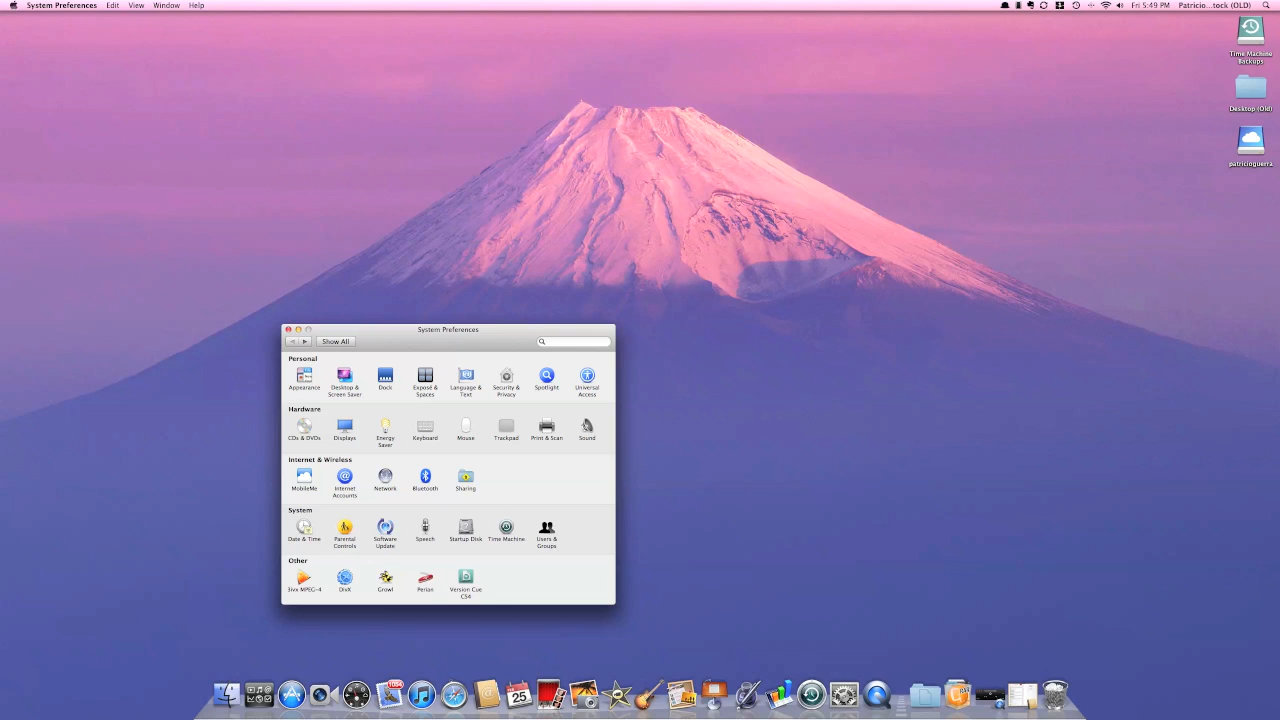 System Preferences Edit View Window Help
Fri 5:49 PM Patricio...tock (OLD)
Time Machine
Backups
Desktop (Old)
patricioguerra
System Preferences
Show All
Personal
Appearance
Desktop &
Screen Saver
Dock
Exposé &
Spaces
Language &
Text
Security &
Privacy
Spotlight
Universal
Access
Hardware
CDs & DVDs
Displays
Energy
Saver
Keyboard
Mouse
Trackpad
Print & Scan
Sound
Internet & Wireless
MobileMe
Internet
Accounts
Network
Bluetooth
Sharing
System
Date & Time
Parental
Controls
Software
Update
Speech
Startup Disk
Time Machine
Users &
Groups
Other
3ivx MPEG-4
DivX
Growl
Perian
Version Cue
CS4
25